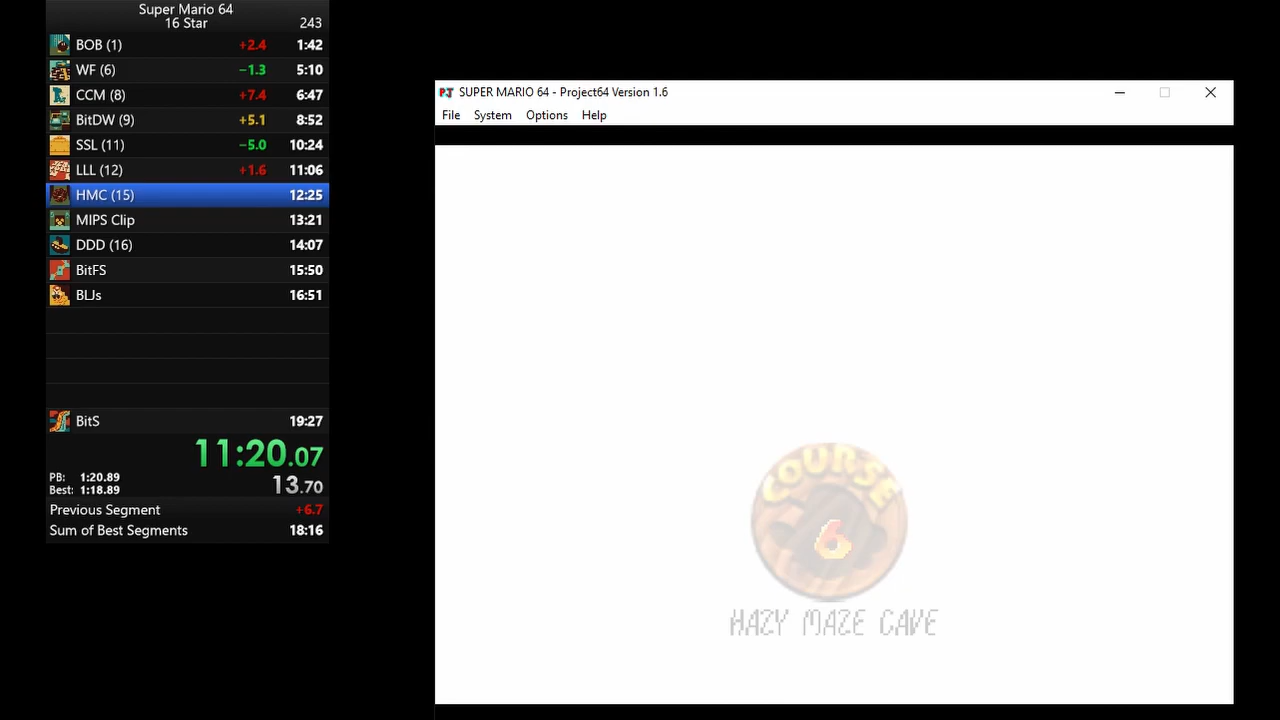 Super Mario 64
16 Star 243
BOB (1) +2.4 1:42
WF (6) −1.3 5:10
CCM (8) +7.4 6:47
BitDW (9) +5.1 8:52
SSL (11) −5.0 10:24
LLL (12) +1.6 11:06
HMC (15) 12:25
MIPS Clip 13:21
DDD (16) 14:07
BitFS 15:50
BLJs 16:51
BitS 19:27
11:20.07
PB: 1:20.89
Best: 1:18.89
13.70
Previous Segment +6.7
Sum of Best Segments 18:16
SUPER MARIO 64 - Project64 Version 1.6
File System Options Help
COURSE
6
HAZY MAZE CAVE